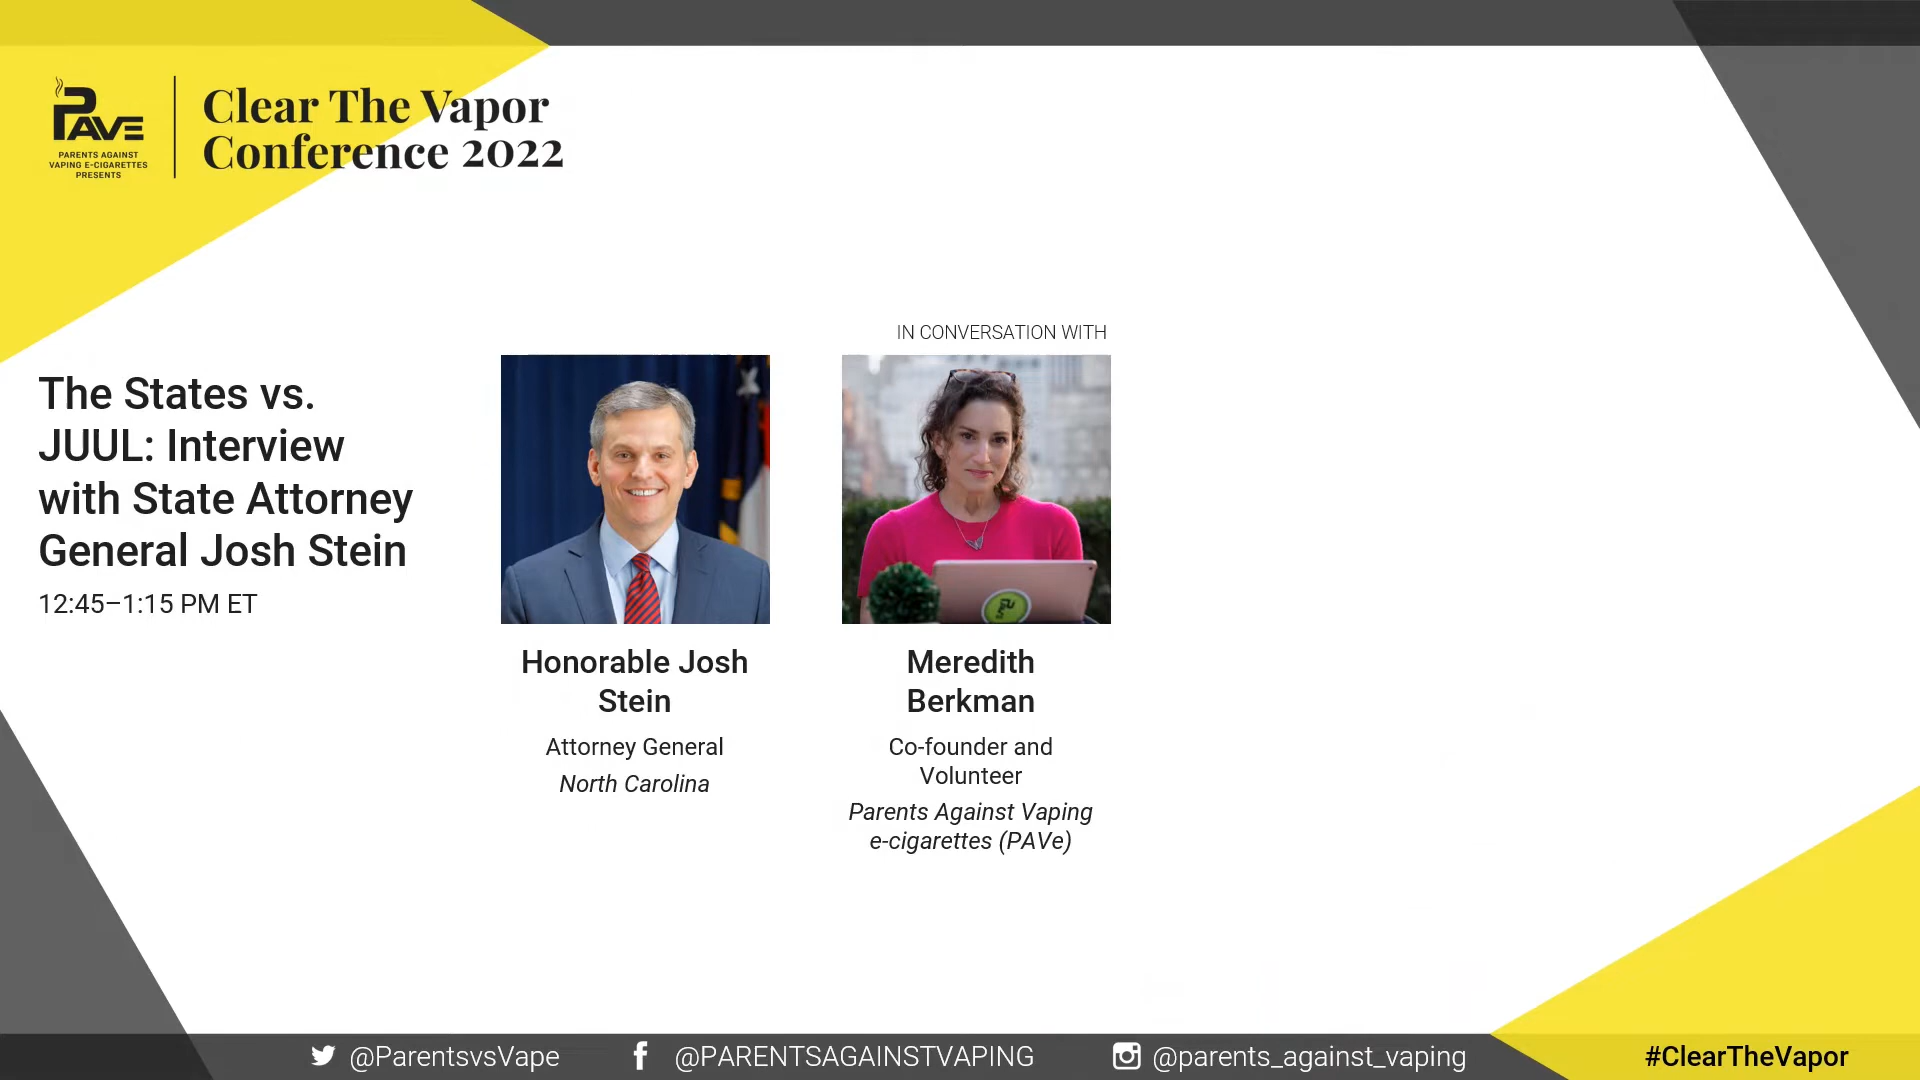 PAVE
PARENTS AGAINST
VAPING E-CIGARETTES
PRESENTS
Clear The Vapor
Conference 2022
The States vs.
JUUL: Interview
with State Attorney
General Josh Stein
12:45–1:15 PM ET
Honorable Josh
Stein
Attorney General
North Carolina
IN CONVERSATION WITH
Meredith
Berkman
Co-founder and
Volunteer
Parents Against Vaping
e-cigarettes (PAVe)
@ParentsvsVape
@PARENTSAGAINSTVAPING
@parents_against_vaping
#ClearTheVapor